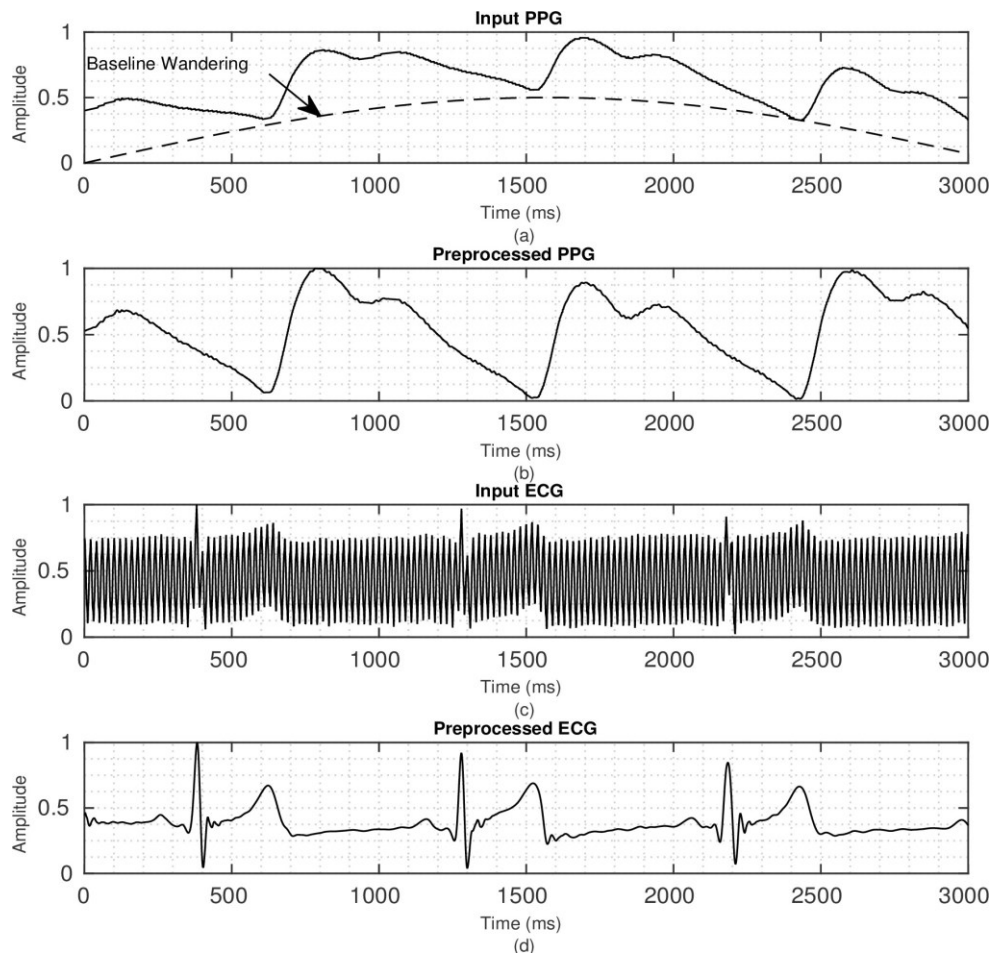 Input PPG
1
0.5
0
Amplitude
Baseline Wandering
0 500 1000 1500 2000 2500 3000
Time (ms)
(a)
Preprocessed PPG
1
0.5
0
Amplitude
0 500 1000 1500 2000 2500 3000
Time (ms)
(b)
Input ECG
1
0.5
0
Amplitude
0 500 1000 1500 2000 2500 3000
Time (ms)
(c)
Preprocessed ECG
1
0.5
0
Amplitude
0 500 1000 1500 2000 2500 3000
Time (ms)
(d)